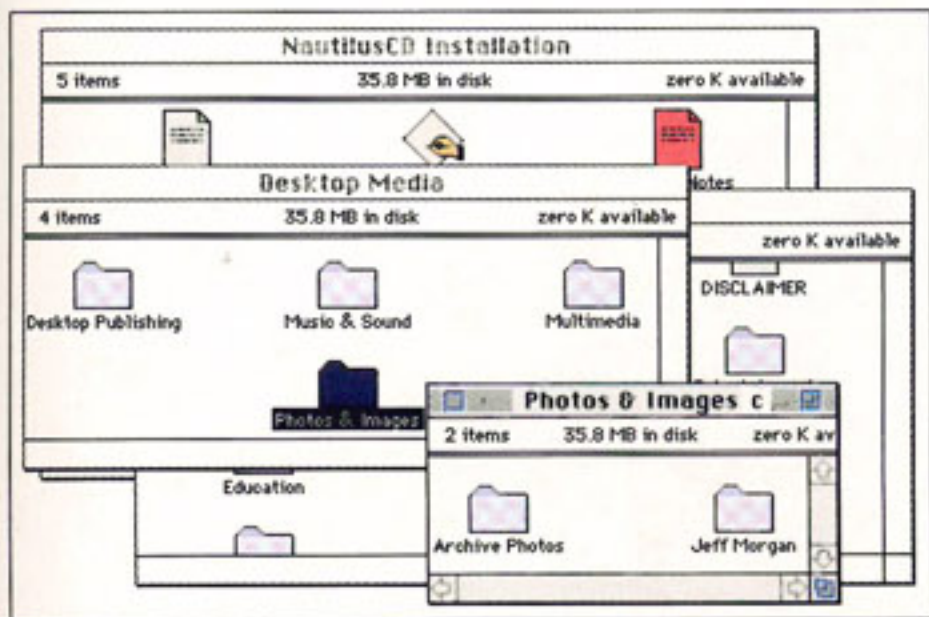 NautilusCD Installation
5 items 35.8 MB in disk zero K available
Notes
Desktop Media
4 items 35.8 MB in disk zero K available
zero K available
Desktop Publishing
Music & Sound
Multimedia
DISCLAIMER
Photos & Images
Photos & Images c
2 items 35.8 MB in disk zero K av
Education
Archive Photos
Jeff Morgan